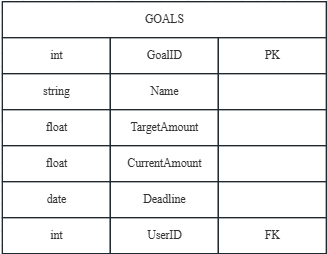 GOALS
int GoalID PK
string Name
float TargetAmount
float CurrentAmount
date Deadline
int UserID FK